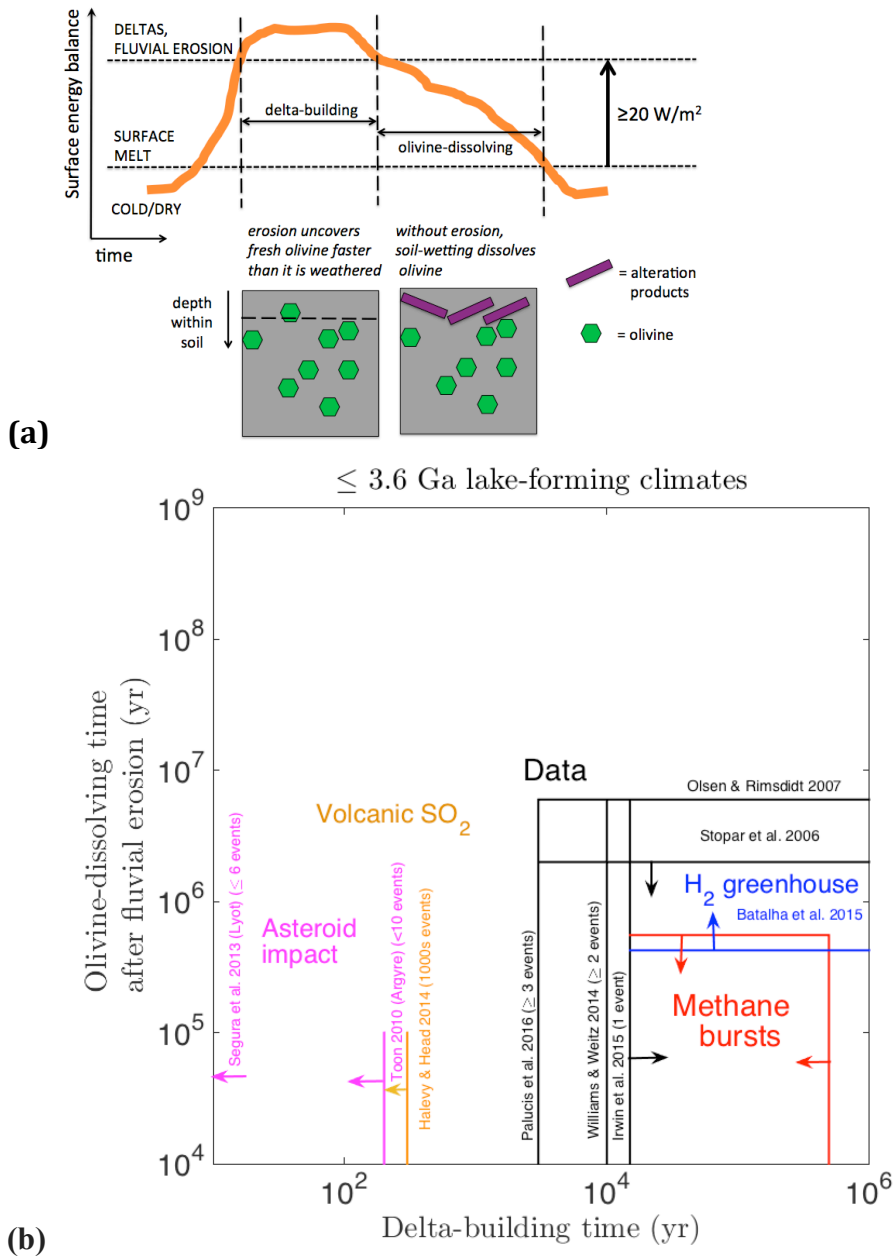 Surface energy balance
DELTAS,
FLUVIAL EROSION
delta-building
≥20 W/m²
SURFACE
MELT
olivine-dissolving
COLD/DRY
time
erosion uncovers
fresh olivine faster
than it is weathered
without erosion,
soil-wetting dissolves
olivine
depth
within
soil
= alteration
products
= olivine
(a)
≤ 3.6 Ga lake-forming climates
Olivine-dissolving time
after fluvial erosion (yr)
10⁹
10⁸
10⁷
10⁶
10⁵
10⁴
Data
Olsen & Rimsdidt 2007
Stopar et al. 2006
Volcanic SO₂
H₂ greenhouse
Batalha et al. 2015
Asteroid
impact
Methane
bursts
Segura et al. 2013 (Lyot) (≤ 6 events)
Toon 2010 (Argyre) (<10 events)
Halevy & Head 2014 (1000s events)
Palucis et al. 2016 (≥ 3 events)
Williams & Weitz 2014 (≥ 2 events)
Irwin et al. 2015 (1 event)
10²
10⁴
10⁶
Delta-building time (yr)
(b)